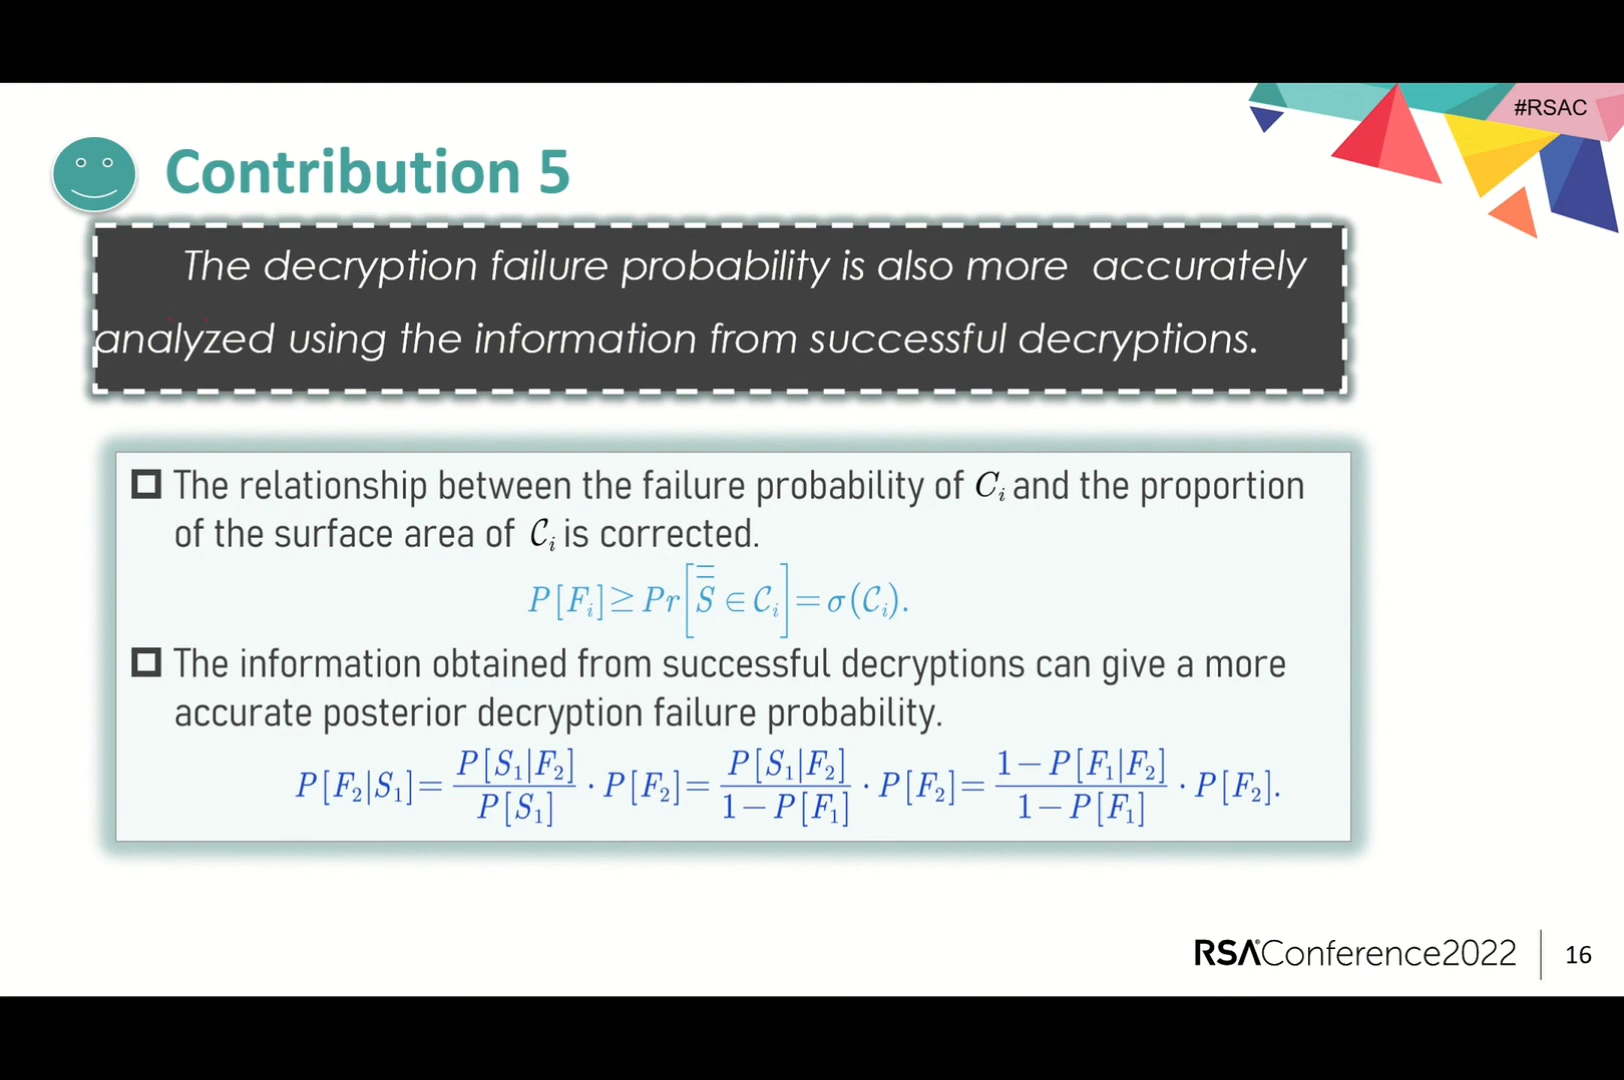 #RSAC
Contribution 5
The decryption failure probability is also more accurately
analyzed using the information from successful decryptions.
The relationship between the failure probability of Cᵢ and the proportion
of the surface area of 𝒞ᵢ is corrected.
P[Fᵢ] ≥ Pr[S̿ ∈ 𝒞ᵢ] = σ(𝒞ᵢ).
The information obtained from successful decryptions can give a more
accurate posterior decryption failure probability.
P[F₂|S₁] = P[S₁|F₂] / P[S₁] · P[F₂] = P[S₁|F₂] / 1 − P[F₁] · P[F₂] = 1 − P[F₁|F₂] / 1 − P[F₁] · P[F₂].
RSAConference2022 16